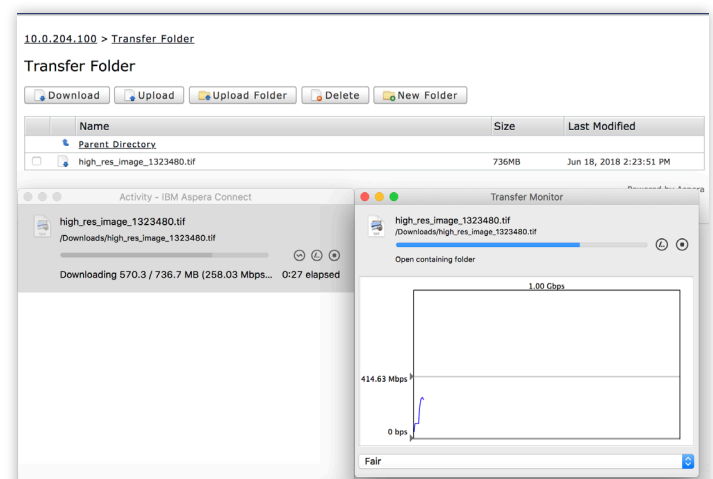 10.0.204.100 > Transfer Folder
Transfer Folder
Download Upload Upload Folder Delete New Folder
Name Size Last Modified
Parent Directory
high_res_image_1323480.tif 736MB Jun 18, 2018 2:23:51 PM
Activity - IBM Aspera Connect
high_res_image_1323480.tif
/Downloads/high_res_image_1323480.tif
Downloading 570.3 / 736.7 MB (258.03 Mbps... 0:27 elapsed
Transfer Monitor
high_res_image_1323480.tif
/Downloads/high_res_image_1323480.tif
Open containing folder
1.00 Gbps
414.63 Mbps
0 bps
Fair